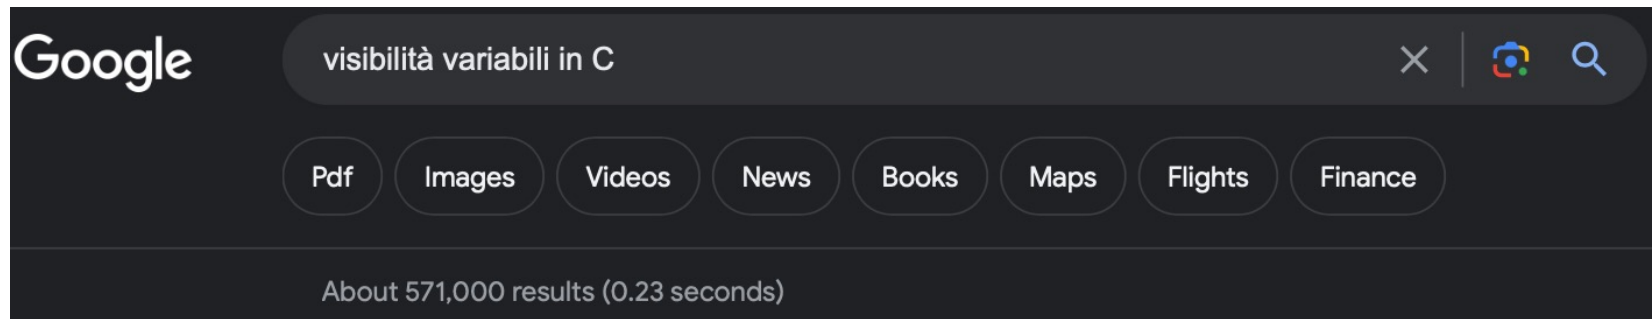 Google visibilità variabili in C
Pdf Images Videos News Books Maps Flights Finance
About 571,000 results (0.23 seconds)